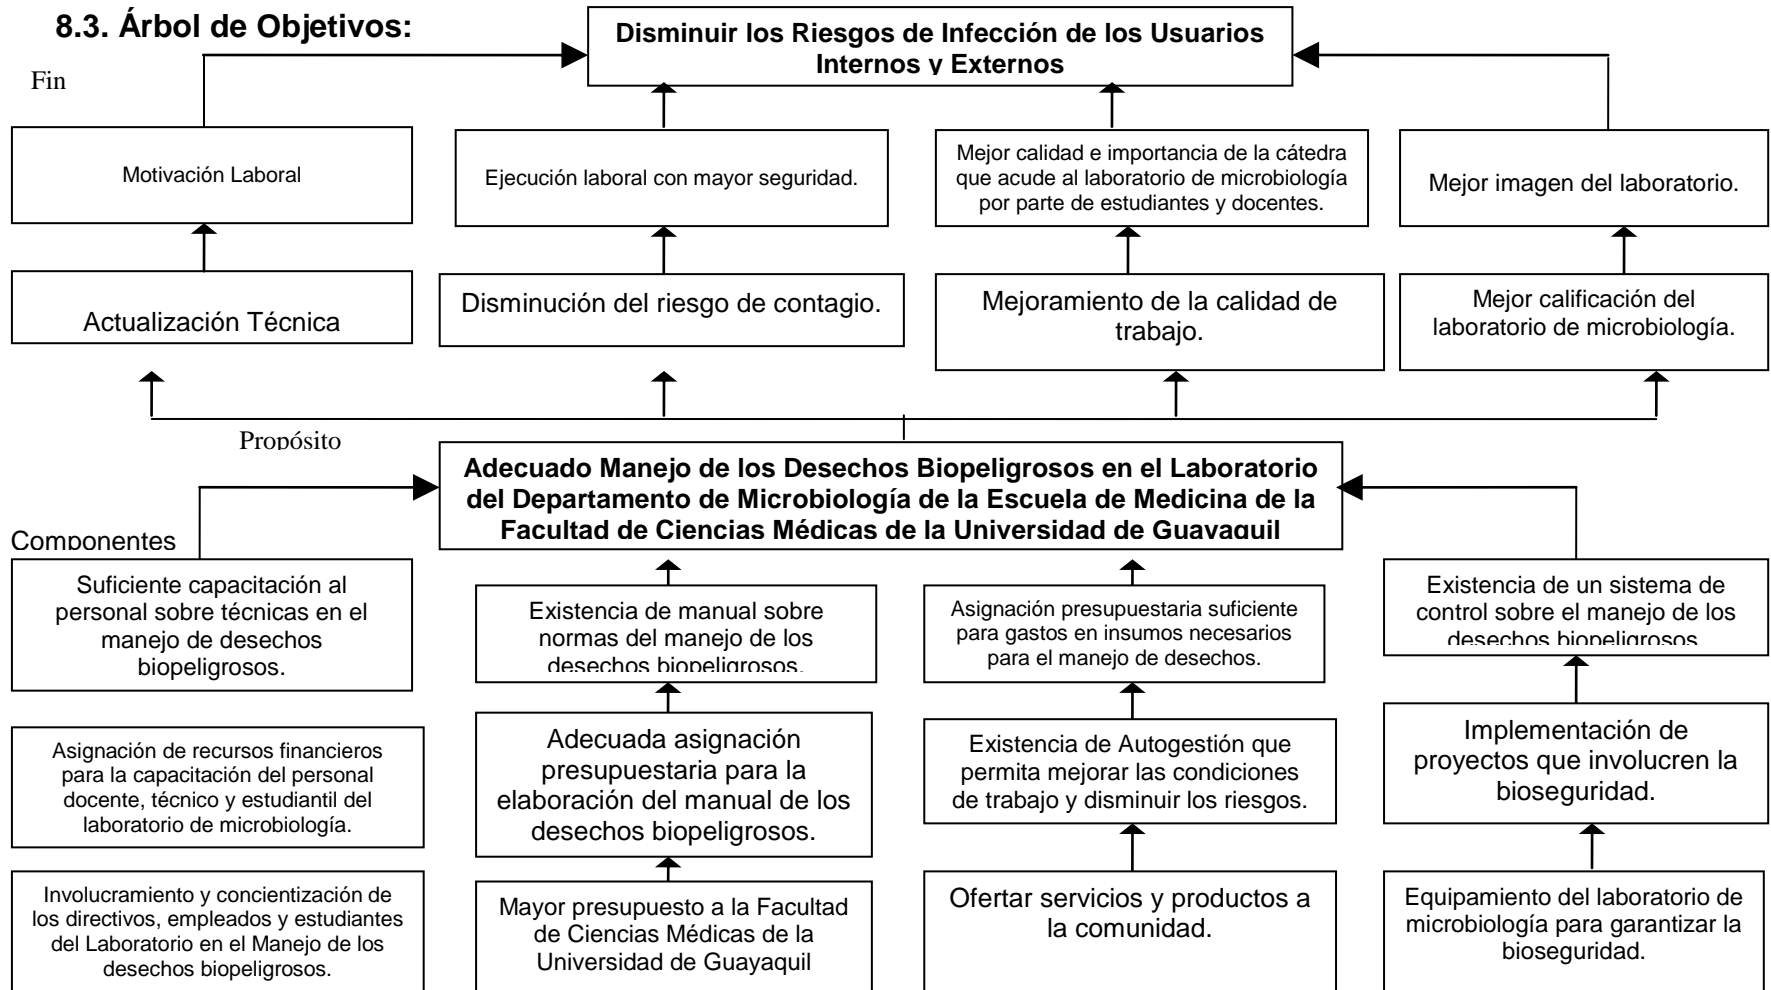 8.3. Árbol de Objetivos:
Disminuir los Riesgos de Infección de los Usuarios
Internos y Externos
Fin
Motivación Laboral
Ejecución laboral con mayor seguridad.
Mejor calidad e importancia de la cátedra
que acude al laboratorio de microbiología
por parte de estudiantes y docentes.
Mejor imagen del laboratorio.
Actualización Técnica
Disminución del riesgo de contagio.
Mejoramiento de la calidad de
trabajo.
Mejor calificación del
laboratorio de microbiología.
Propósito
Adecuado Manejo de los Desechos Biopeligrosos en el Laboratorio
del Departamento de Microbiología de la Escuela de Medicina de la
Facultad de Ciencias Médicas de la Universidad de Guayaquil
Componentes
Suficiente capacitación al
personal sobre técnicas en el
manejo de desechos
biopeligrosos.
Existencia de manual sobre
normas del manejo de los
desechos biopeligrosos.
Asignación presupuestaria suficiente
para gastos en insumos necesarios
para el manejo de desechos.
Existencia de un sistema de
control sobre el manejo de los
desechos biopeligrosos
Asignación de recursos financieros
para la capacitación del personal
docente, técnico y estudiantil del
laboratorio de microbiología.
Adecuada asignación
presupuestaria para la
elaboración del manual de los
desechos biopeligrosos.
Existencia de Autogestión que
permita mejorar las condiciones
de trabajo y disminuir los riesgos.
Implementación de
proyectos que involucren la
bioseguridad.
Involucramiento y concientización de
los directivos, empleados y estudiantes
del Laboratorio en el Manejo de los
desechos biopeligrosos.
Mayor presupuesto a la Facultad
de Ciencias Médicas de la
Universidad de Guayaquil
Ofertar servicios y productos a
la comunidad.
Equipamiento del laboratorio de
microbiología para garantizar la
bioseguridad.